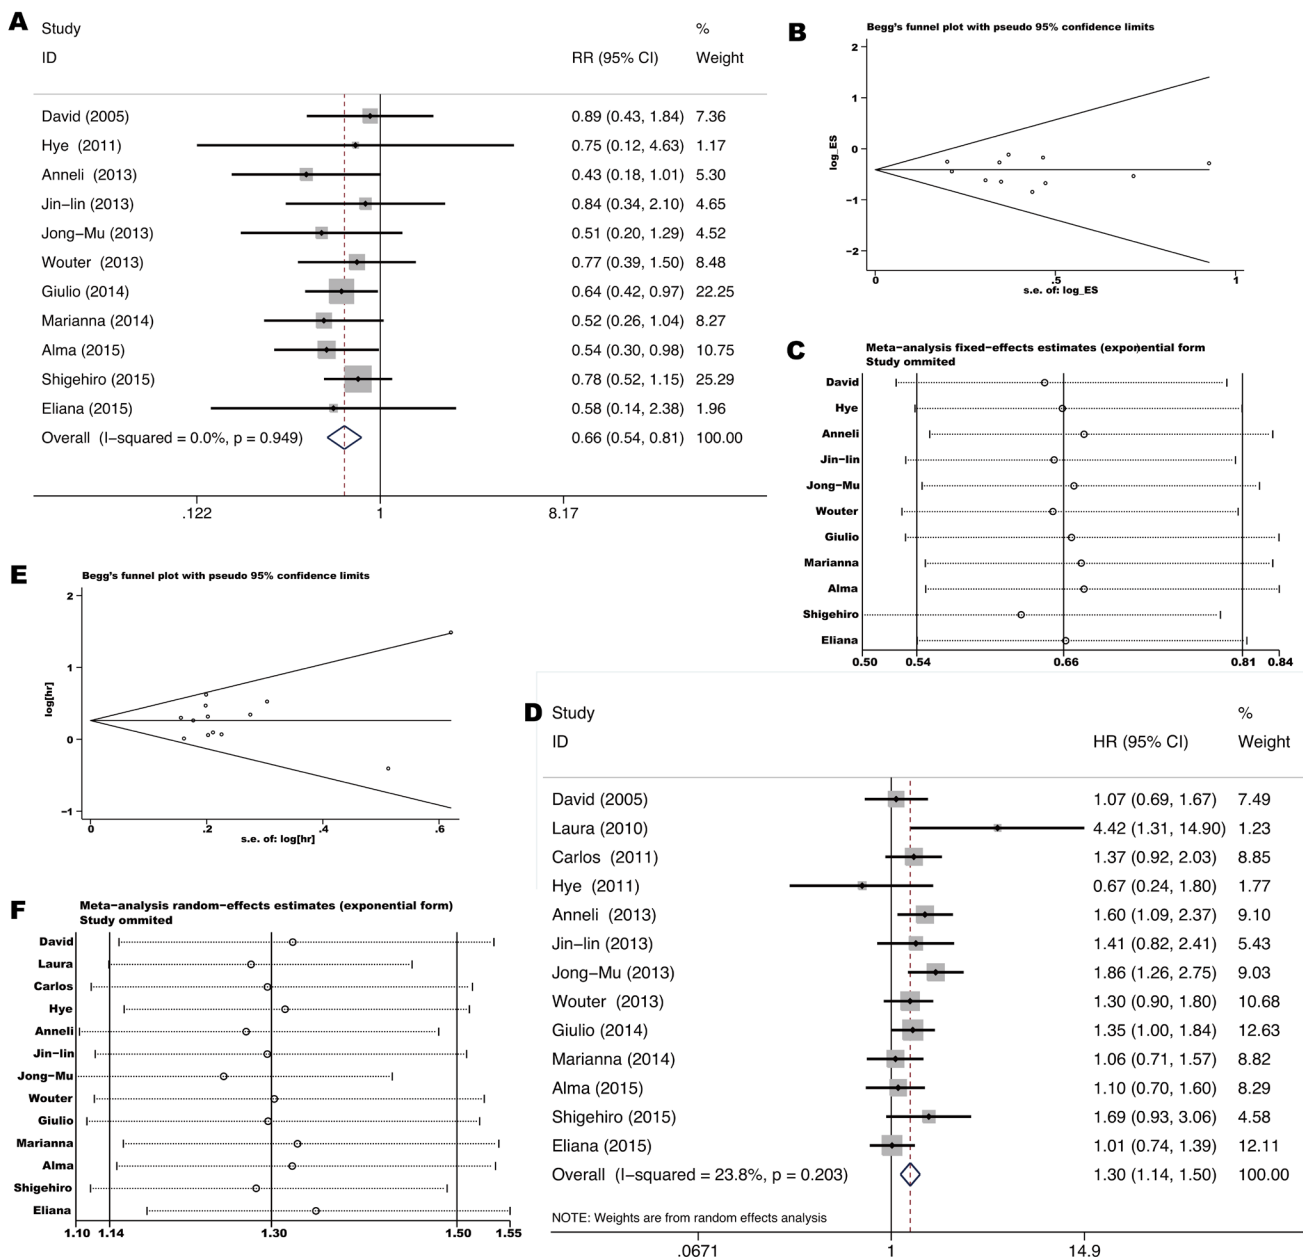 A
Study %
ID RR (95% CI) Weight
David (2005) 0.89 (0.43, 1.84) 7.36
Hye (2011) 0.75 (0.12, 4.63) 1.17
Anneli (2013) 0.43 (0.18, 1.01) 5.30
Jin-lin (2013) 0.84 (0.34, 2.10) 4.65
Jong-Mu (2013) 0.51 (0.20, 1.29) 4.52
Wouter (2013) 0.77 (0.39, 1.50) 8.48
Giulio (2014) 0.64 (0.42, 0.97) 22.25
Marianna (2014) 0.52 (0.26, 1.04) 8.27
Alma (2015) 0.54 (0.30, 0.98) 10.75
Shigehiro (2015) 0.78 (0.52, 1.15) 25.29
Eliana (2015) 0.58 (0.14, 2.38) 1.96
Overall (I-squared = 0.0%, p = 0.949) 0.66 (0.54, 0.81) 100.00
.122 1 8.17
B
Begg's funnel plot with pseudo 95% confidence limits
log_ES
2
1
0
-1
-2
0 .5 1
s.e. of: log_ES
C
Meta-analysis fixed-effects estimates (exponential form
Study ommited
David
Hye
Anneli
Jin-lin
Jong-Mu
Wouter
Giulio
Marianna
Alma
Shigehiro
Eliana
0.50 0.54 0.66 0.81 0.84
E
Begg's funnel plot with pseudo 95% confidence limits
log[hr]
2
1
0
-1
0 .2 .4 .6
s.e. of: log[hr]
D
Study %
ID HR (95% CI) Weight
David (2005) 1.07 (0.69, 1.67) 7.49
Laura (2010) 4.42 (1.31, 14.90) 1.23
Carlos (2011) 1.37 (0.92, 2.03) 8.85
Hye (2011) 0.67 (0.24, 1.80) 1.77
Anneli (2013) 1.60 (1.09, 2.37) 9.10
Jin-lin (2013) 1.41 (0.82, 2.41) 5.43
Jong-Mu (2013) 1.86 (1.26, 2.75) 9.03
Wouter (2013) 1.30 (0.90, 1.80) 10.68
Giulio (2014) 1.35 (1.00, 1.84) 12.63
Marianna (2014) 1.06 (0.71, 1.57) 8.82
Alma (2015) 1.10 (0.70, 1.60) 8.29
Shigehiro (2015) 1.69 (0.93, 3.06) 4.58
Eliana (2015) 1.01 (0.74, 1.39) 12.11
Overall (I-squared = 23.8%, p = 0.203) 1.30 (1.14, 1.50) 100.00
NOTE: Weights are from random effects analysis
.0671 1 14.9
F
Meta-analysis random-effects estimates (exponential form)
Study ommited
David
Laura
Carlos
Hye
Anneli
Jin-lin
Jong-Mu
Wouter
Giulio
Marianna
Alma
Shigehiro
Eliana
1.10 1.14 1.30 1.50 1.55